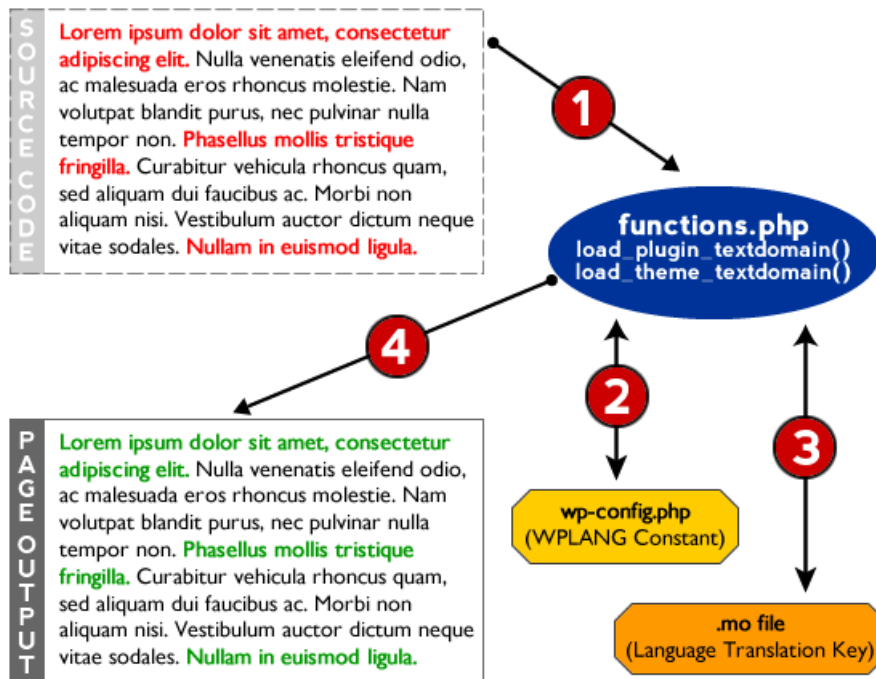 SOURCE CODE
Lorem ipsum dolor sit amet, consectetur
adipiscing elit. Nulla venenatis eleifend odio,
ac malesuada eros rhoncus molestie. Nam
volutpat blandit purus, nec pulvinar nulla
tempor non. Phasellus mollis tristique
fringilla. Curabitur vehicula rhoncus quam,
sed aliquam dui faucibus ac. Morbi non
aliquam nisi. Vestibulum auctor dictum neque
vitae sodales. Nullam in euismod ligula.
1
functions.php
load_plugin_textdomain()
load_theme_textdomain()
4
2
3
wp-config.php
(WPLANG Constant)
.mo file
(Language Translation Key)
PAGE OUTPUT
Lorem ipsum dolor sit amet, consectetur
adipiscing elit. Nulla venenatis eleifend odio,
ac malesuada eros rhoncus molestie. Nam
volutpat blandit purus, nec pulvinar nulla
tempor non. Phasellus mollis tristique
fringilla. Curabitur vehicula rhoncus quam,
sed aliquam dui faucibus ac. Morbi non
aliquam nisi. Vestibulum auctor dictum neque
vitae sodales. Nullam in euismod ligula.